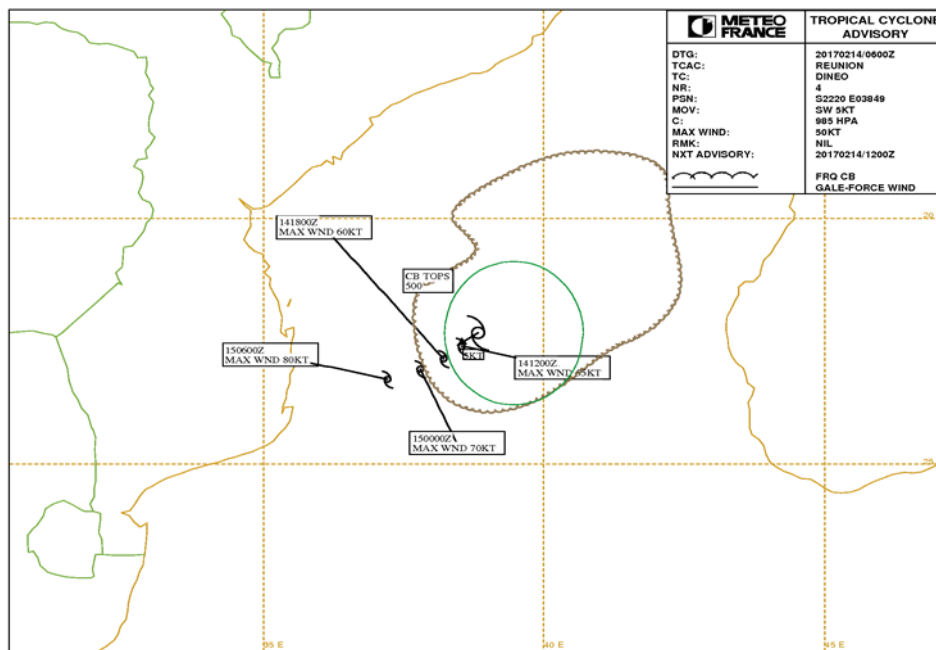 METEO
FRANCE
TROPICAL CYCLONE
ADVISORY
DTG: 20170214/0600Z
TCAC: REUNION
TC: DINEO
NR: 4
PSN: S2220 E03849
MOV: SW 5KT
C: 985 HPA
MAX WIND: 50KT
RMK: NIL
NXT ADVISORY: 20170214/1200Z
FRQ CB
GALE-FORCE WIND
20
141800Z
MAX WND 60KT
CB TOPS
500
150600Z
MAX WND 80KT
5KT
141200Z
MAX WND 65KT
150000Z
MAX WND 70KT
25
35 E
40 E
45 E